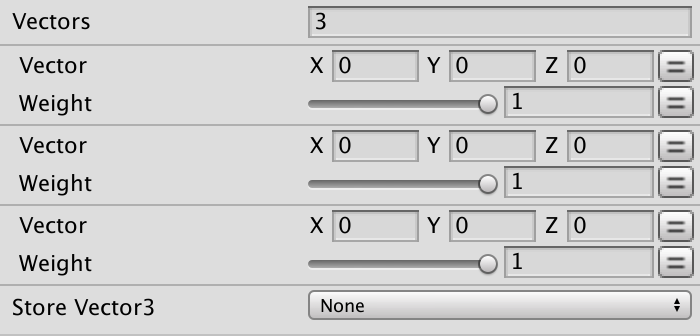 Vectors 3
Vector X 0 Y 0 Z 0 =
Weight 1 =
Vector X 0 Y 0 Z 0 =
Weight 1 =
Vector X 0 Y 0 Z 0 =
Weight 1 =
Store Vector3 None